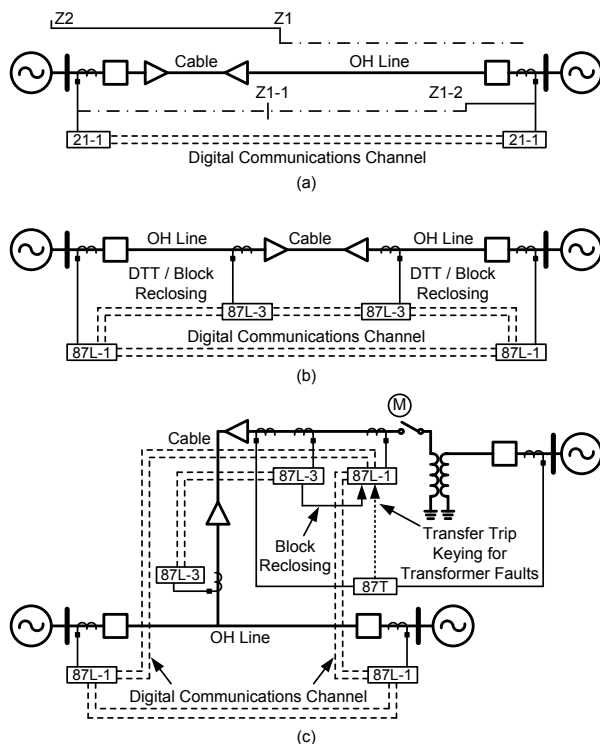 Z2
Z1
Cable
OH Line
Z1-1
Z1-2
21-1
21-1
Digital Communications Channel
(a)
OH Line
Cable
OH Line
DTT / Block
Reclosing
DTT / Block
Reclosing
87L-3
87L-3
Digital Communications Channel
87L-1
87L-1
(b)
M
Cable
87L-3
87L-1
Block
Reclosing
Transfer Trip
Keying for
Transformer Faults
87L-3
87T
OH Line
87L-1
Digital Communications Channel
87L-1
(c)